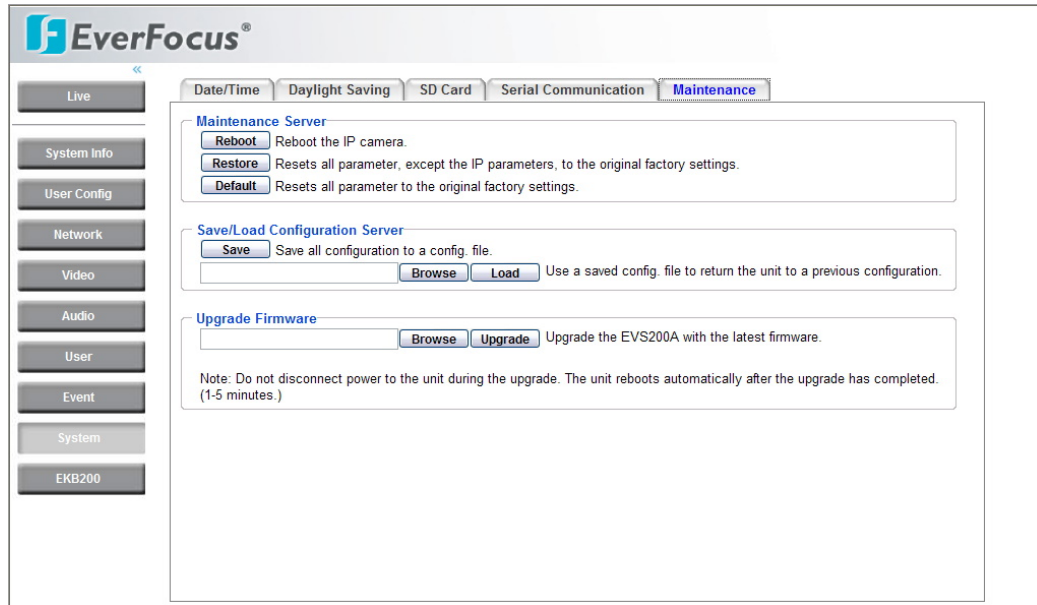 EverFocus®
«
Live
System Info
User Config
Network
Video
Audio
User
Event
System
EKB200
Date/Time Daylight Saving SD Card Serial Communication Maintenance
Maintenance Server
Reboot Reboot the IP camera.
Restore Resets all parameter, except the IP parameters, to the original factory settings.
Default Resets all parameter to the original factory settings.
Save/Load Configuration Server
Save Save all configuration to a config. file.
Browse Load Use a saved config. file to return the unit to a previous configuration.
Upgrade Firmware
Browse Upgrade Upgrade the EVS200A with the latest firmware.
Note: Do not disconnect power to the unit during the upgrade. The unit reboots automatically after the upgrade has completed.
(1-5 minutes.)